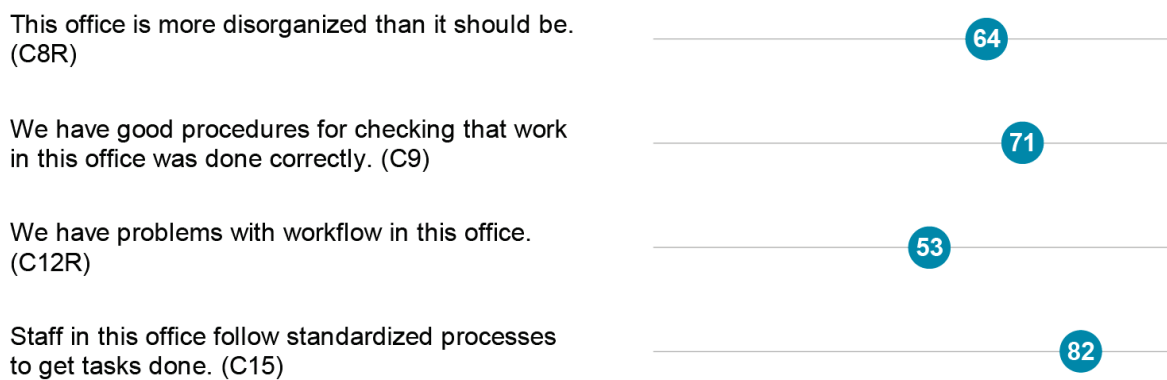 This office is more disorganized than it should be.
(C8R)
64
We have good procedures for checking that work
in this office was done correctly. (C9)
71
We have problems with workflow in this office.
(C12R)
53
Staff in this office follow standardized processes
to get tasks done. (C15)
82